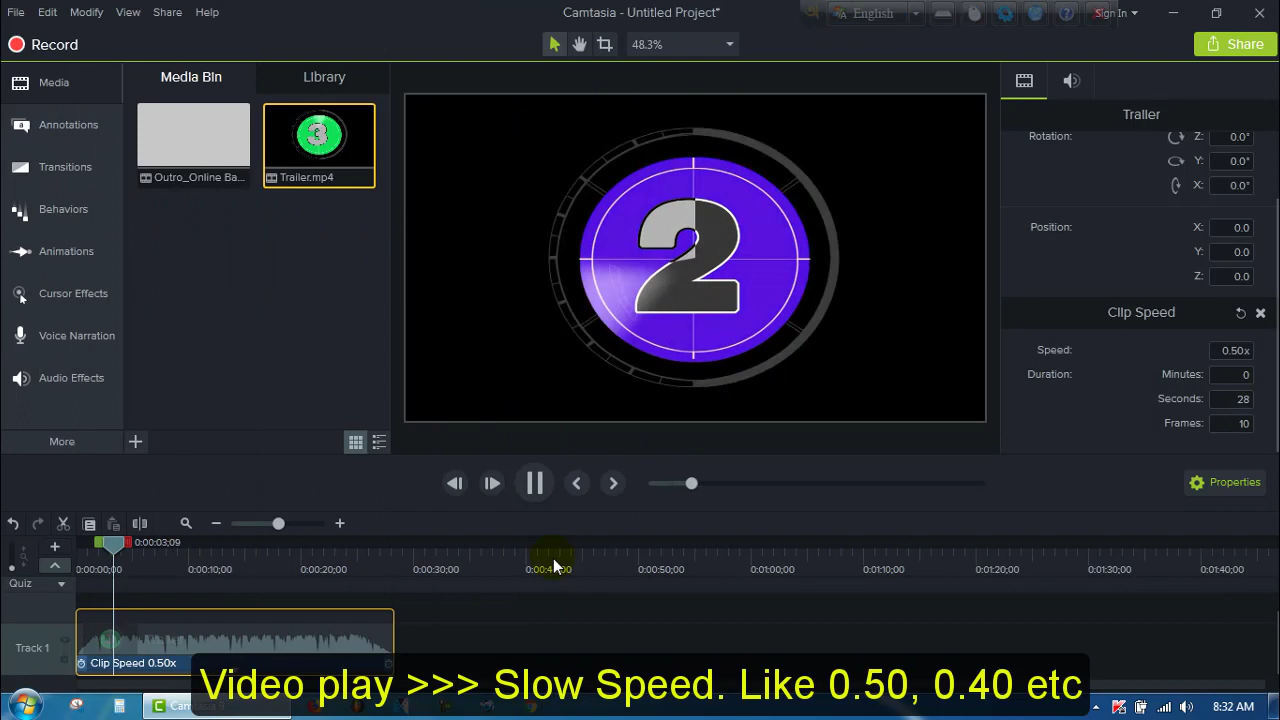 File Edit Modify View Share Help
Camtasia - Untitled Project*
English
Sign In
Record
48.3%
Share
Media
Annotations
Transitions
Behaviors
Animations
Cursor Effects
Voice Narration
Audio Effects
More
Media Bin
Library
3
Outro_Online Ba...
Trailer.mp4
2
Trailer
Rotation:
Z: 0.0°
Y: 0.0°
X: 0.0°
Position:
X: 0.0
Y: 0.0
Z: 0.0
Clip Speed
Speed: 0.50x
Duration: Minutes: 0
Seconds: 28
Frames: 10
Properties
0:00:03;09
0:00:00;00 0:00:10;00 0:00:20;00 0:00:30;00 0:00:40;00 0:00:50;00 0:01:00;00 0:01:10;00 0:01:20;00 0:01:30;00 0:01:40;00
Quiz
Track 1
Clip Speed 0.50x
Video play >>> Slow Speed. Like 0.50, 0.40 etc
8:32 AM